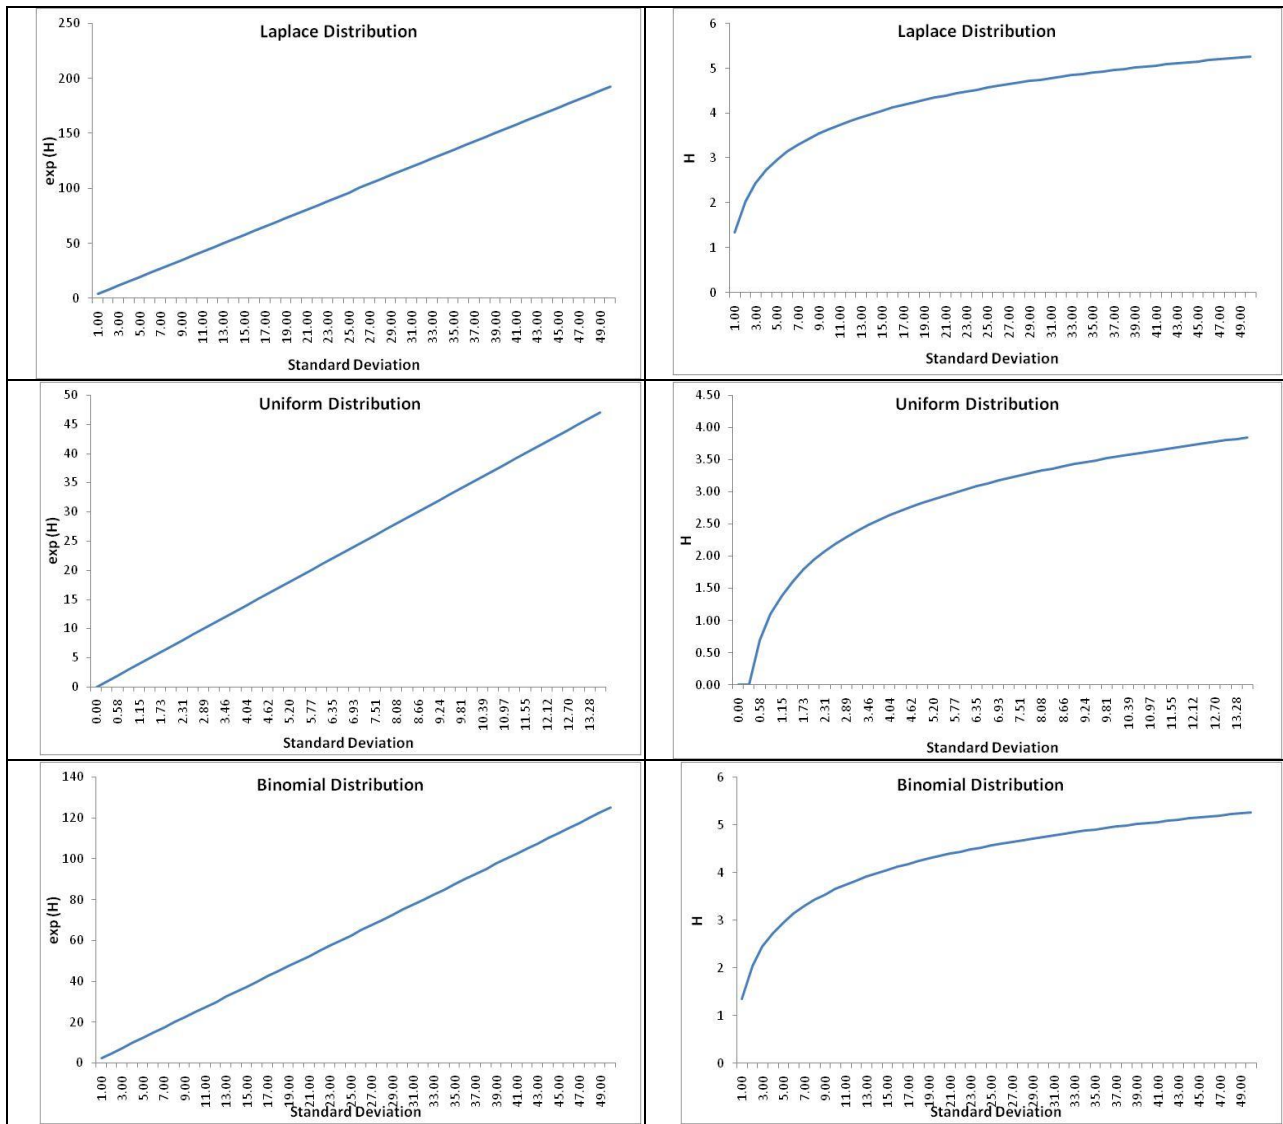 Laplace Distribution
exp (H)
250
200
150
100
50
0
1.00 3.00 5.00 7.00 9.00 11.00 13.00 15.00 17.00 19.00 21.00 23.00 25.00 27.00 29.00 31.00 33.00 35.00 37.00 39.00 41.00 43.00 45.00 47.00 49.00
Standard Deviation
Laplace Distribution
H
6
5
4
3
2
1
0
1.00 3.00 5.00 7.00 9.00 11.00 13.00 15.00 17.00 19.00 21.00 23.00 25.00 27.00 29.00 31.00 33.00 35.00 37.00 39.00 41.00 43.00 45.00 47.00 49.00
Standard Deviation
Uniform Distribution
exp (H)
50
45
40
35
30
25
20
15
10
5
0
0.00 0.58 1.15 1.73 2.31 2.89 3.46 4.04 4.62 5.20 5.77 6.35 6.93 7.51 8.08 8.66 9.24 9.81 10.39 10.97 11.55 12.12 12.70 13.28
Standard Deviation
Uniform Distribution
H
4.50
4.00
3.50
3.00
2.50
2.00
1.50
1.00
0.50
0.00
0.00 0.58 1.15 1.73 2.31 2.89 3.46 4.04 4.62 5.20 5.77 6.35 6.93 7.51 8.08 8.66 9.24 9.81 10.39 10.97 11.55 12.12 12.70 13.28
Standard Deviation
Binomial Distribution
exp (H)
140
120
100
80
60
40
20
0
1.00 3.00 5.00 7.00 9.00 11.00 13.00 15.00 17.00 19.00 21.00 23.00 25.00 27.00 29.00 31.00 33.00 35.00 37.00 39.00 41.00 43.00 45.00 47.00 49.00
Standard Deviation
Binomial Distribution
H
6
5
4
3
2
1
0
1.00 3.00 5.00 7.00 9.00 11.00 13.00 15.00 17.00 19.00 21.00 23.00 25.00 27.00 29.00 31.00 33.00 35.00 37.00 39.00 41.00 43.00 45.00 47.00 49.00
Standard Deviation